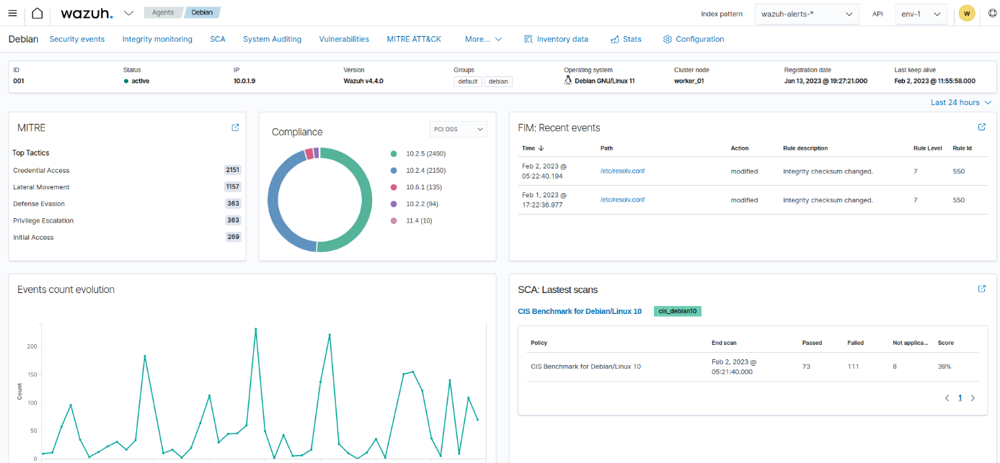 wazuh.
Agents
Debian
Index pattern
wazuh-alerts-*
API
env-1
W
Debian
Security events
Integrity monitoring
SCA
System Auditing
Vulnerabilities
MITRE ATT&CK
More...
Inventory data
Stats
Configuration
ID
001
Status
active
IP
10.0.1.9
Version
Wazuh v4.4.0
Groups
default debian
Operating system
Debian GNU/Linux 11
Cluster node
worker_01
Registration date
Jan 13, 2023 @ 19:27:21.000
Last keep alive
Feb 2, 2023 @ 11:55:58.000
Last 24 hours
MITRE
Top Tactics
Credential Access 2151
Lateral Movement 1157
Defense Evasion 363
Privilege Escalation 363
Initial Access 269
Compliance
PCI DSS
10.2.5 (2490)
10.2.4 (2150)
10.6.1 (135)
10.2.2 (94)
11.4 (10)
FIM: Recent events
Time Path Action Rule description Rule Level Rule Id
Feb 2, 2023 @
05:22:40.194
/etc/resolv.conf modified Integrity checksum changed. 7 550
Feb 1, 2023 @
17:22:36.977
/etc/resolv.conf modified Integrity checksum changed. 7 550
Events count evolution
Count
200
150
100
50
0
SCA: Lastest scans
CIS Benchmark for Debian/Linux 10 cis_debian10
Policy End scan Passed Failed Not applica... Score
CIS Benchmark for Debian/Linux 10
Feb 2, 2023 @
05:21:40.000
73 111 8 39%
1